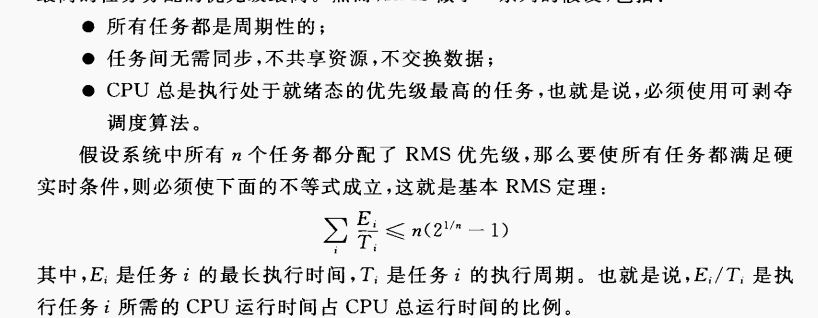 ● 所有任务都是周期性的;
● 任务间无需同步,不共享资源,不交换数据;
● CPU 总是执行处于就绪态的优先级最高的任务,也就是说,必须使用可剥夺
调度算法。
假设系统中所有 n 个任务都分配了 RMS 优先级,那么要使所有任务都满足硬
实时条件,则必须使下面的不等式成立,这就是基本 RMS 定理:
∑_i E_i/T_i ≤ n(2^{1/n} − 1)
其中,E_i 是任务 i 的最长执行时间,T_i 是任务 i 的执行周期。也就是说,E_i/T_i 是执
行任务 i 所需的 CPU 运行时间占 CPU 总运行时间的比例。